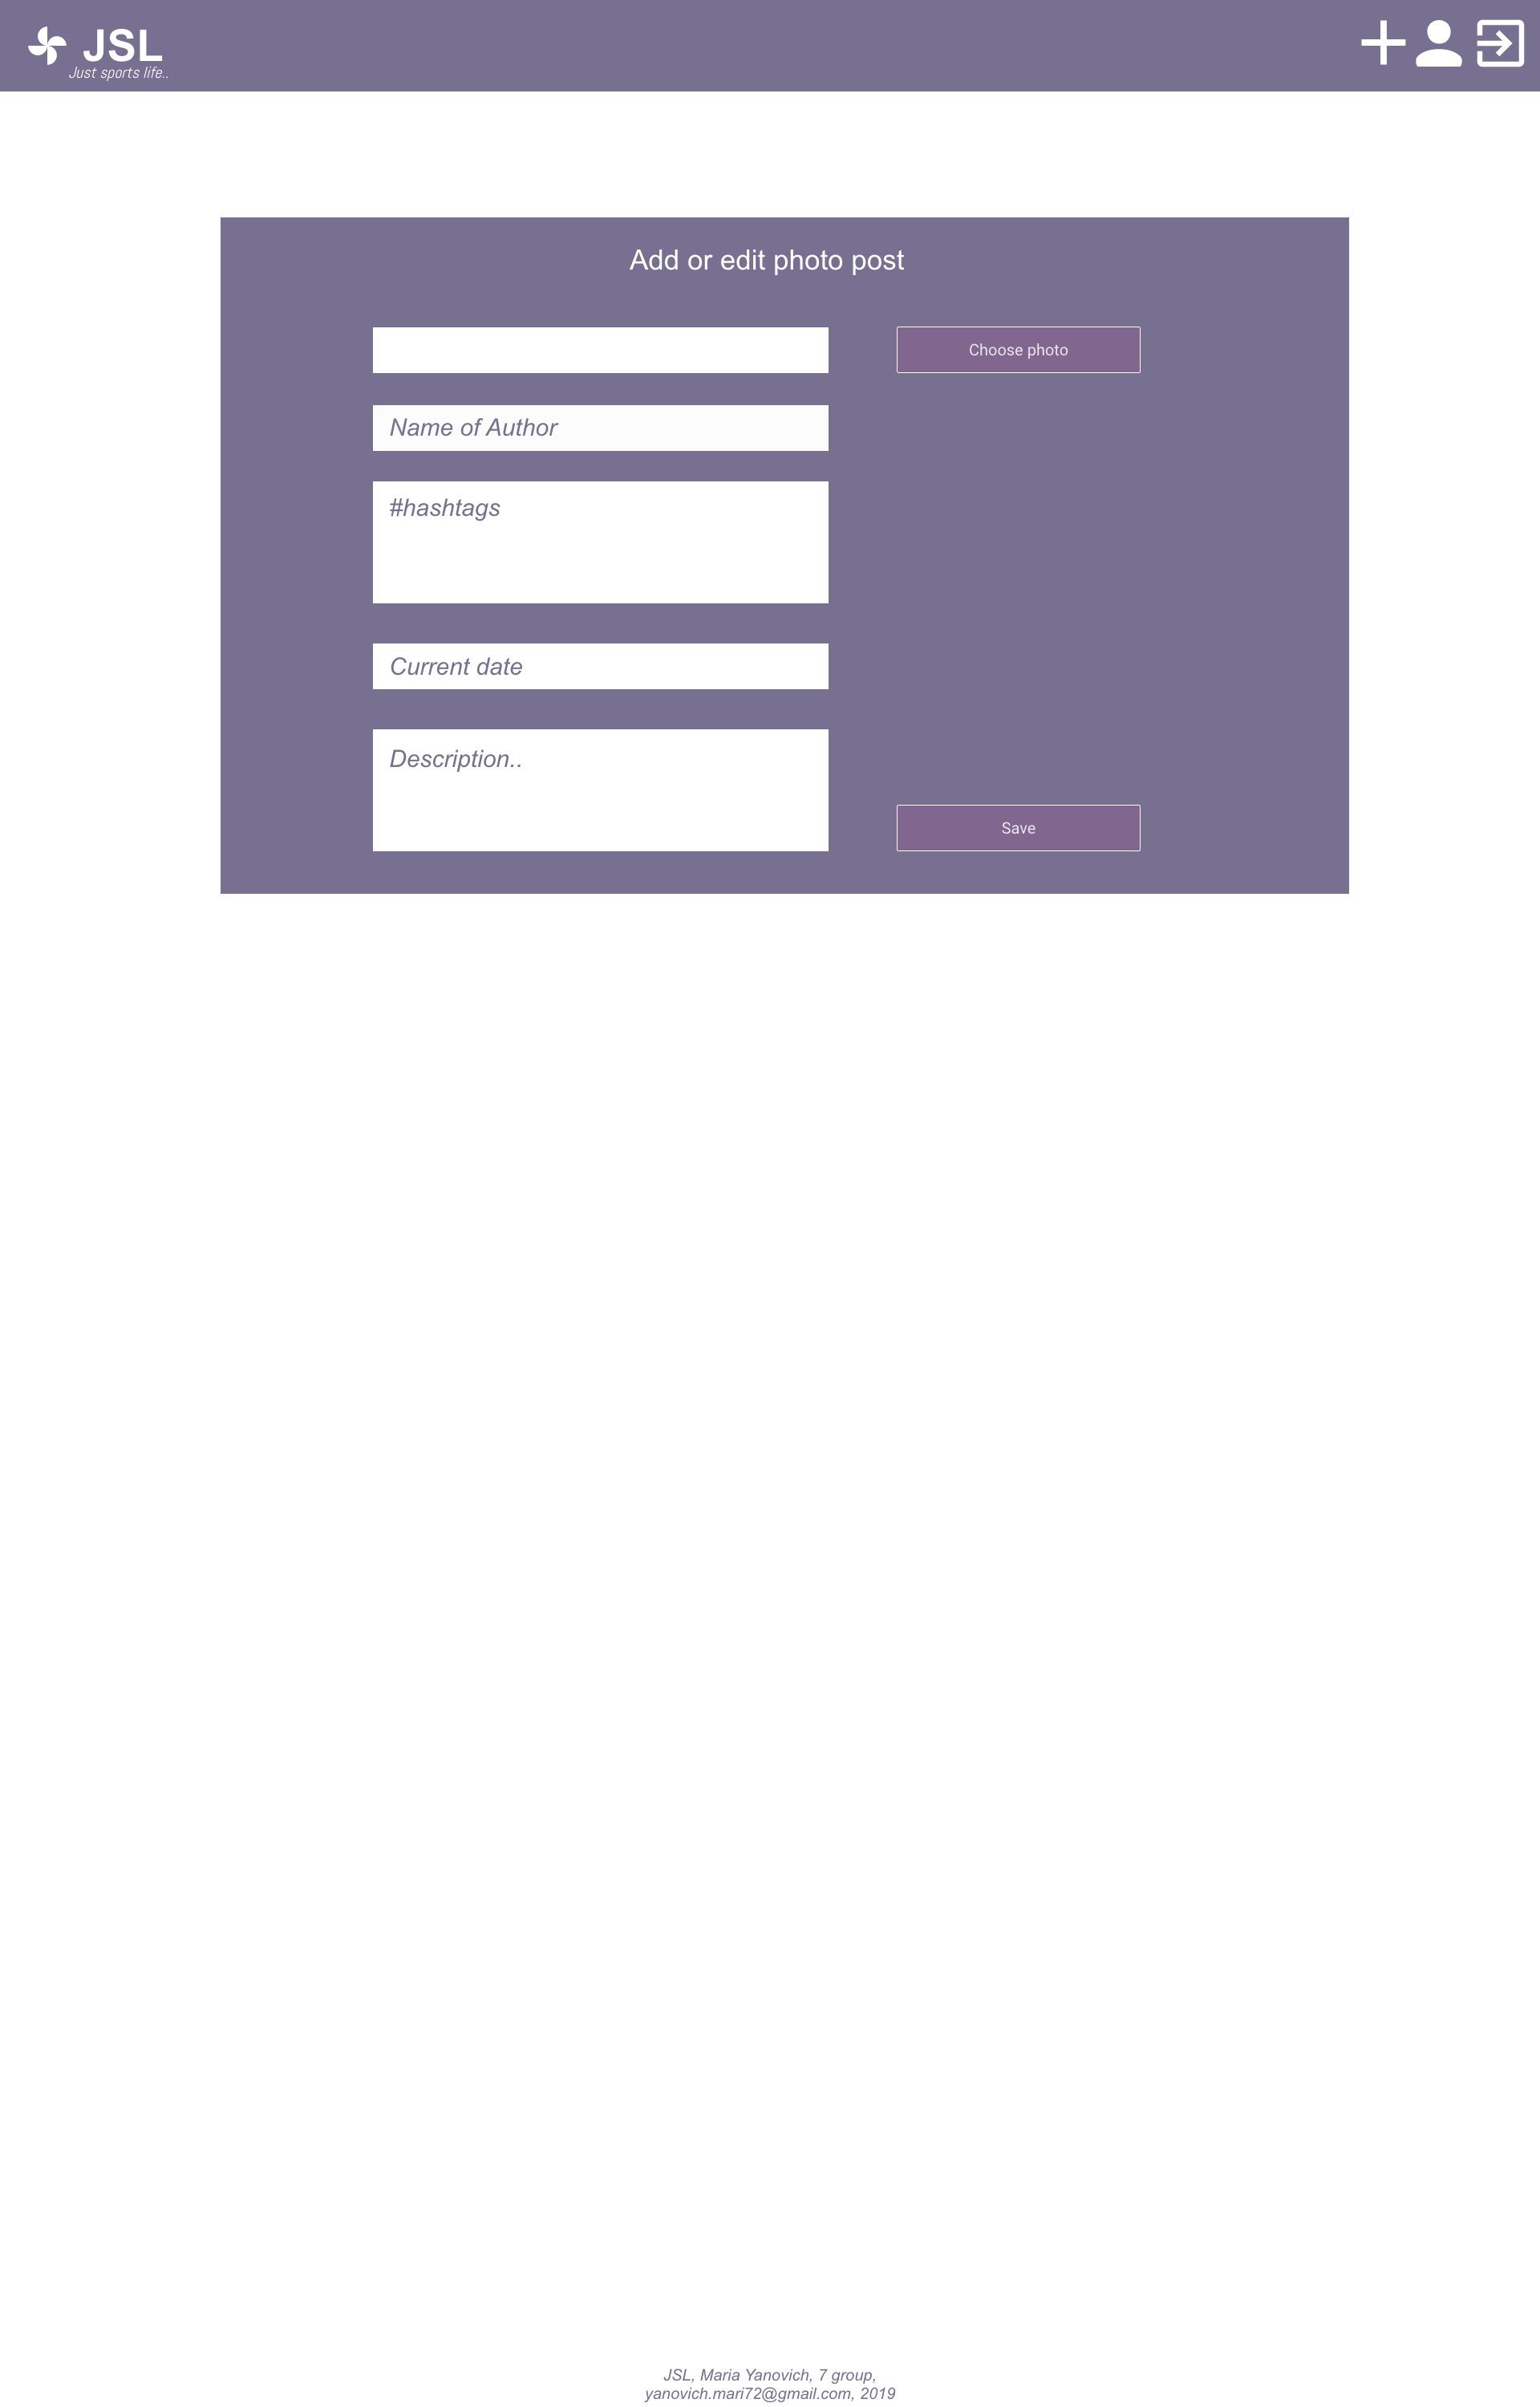 JSL
Just sports life..
Add or edit photo post
Choose photo
Name of Author
#hashtags
Current date
Description..
Save
JSL, Maria Yanovich, 7 group,
yanovich.mari72@gmail.com, 2019